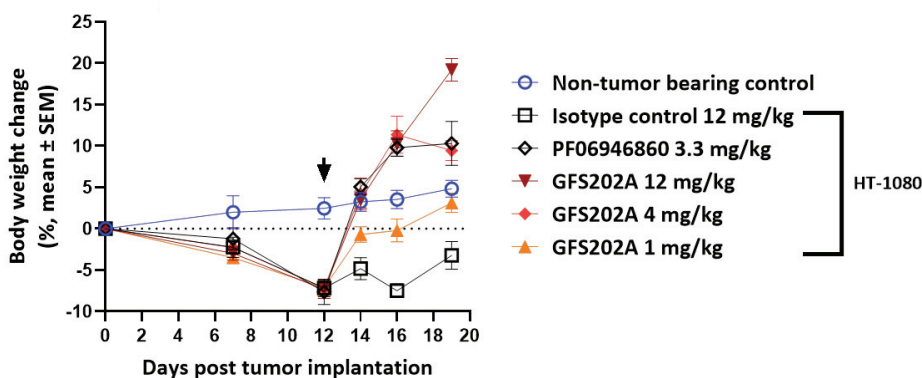 Body weight change
(%, mean ± SEM)
25
20
15
10
5
0
-5
-10
0 2 4 6 8 10 12 14 16 18 20
Days post tumor implantation
Non-tumor bearing control
Isotype control 12 mg/kg
PF06946860 3.3 mg/kg
GFS202A 12 mg/kg
GFS202A 4 mg/kg
GFS202A 1 mg/kg
HT-1080